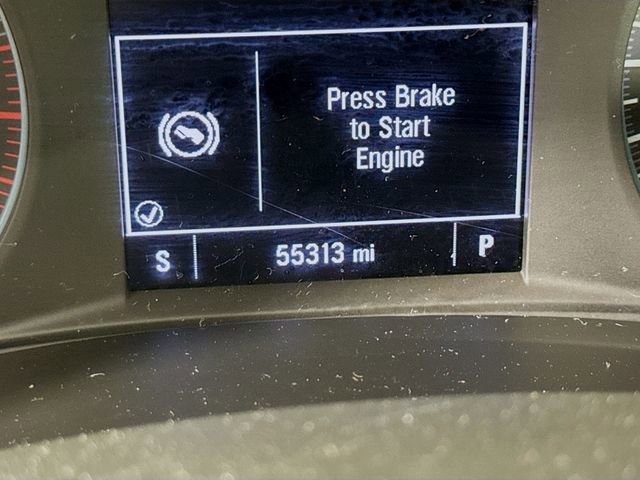 Press Brake
to Start
Engine
S 55313 mi P